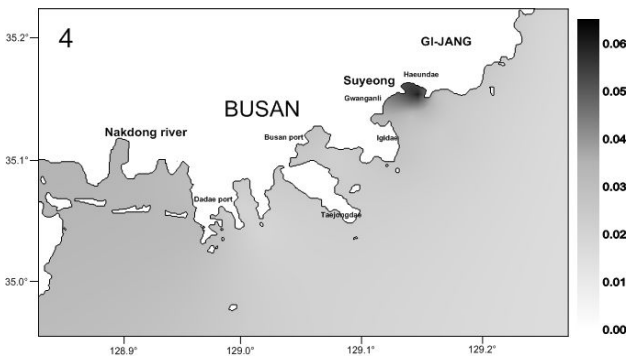 4
35.2°
GI-JANG
0.06
Haeundae
Suyeong
Gwanganli
0.05
BUSAN
Nakdong river
Busan port
Igidae
0.04
35.1°
0.03
Dadae port
Taejongdae
0.02
35.0°
0.01
0.00
128.9°
129.0°
129.1°
129.2°